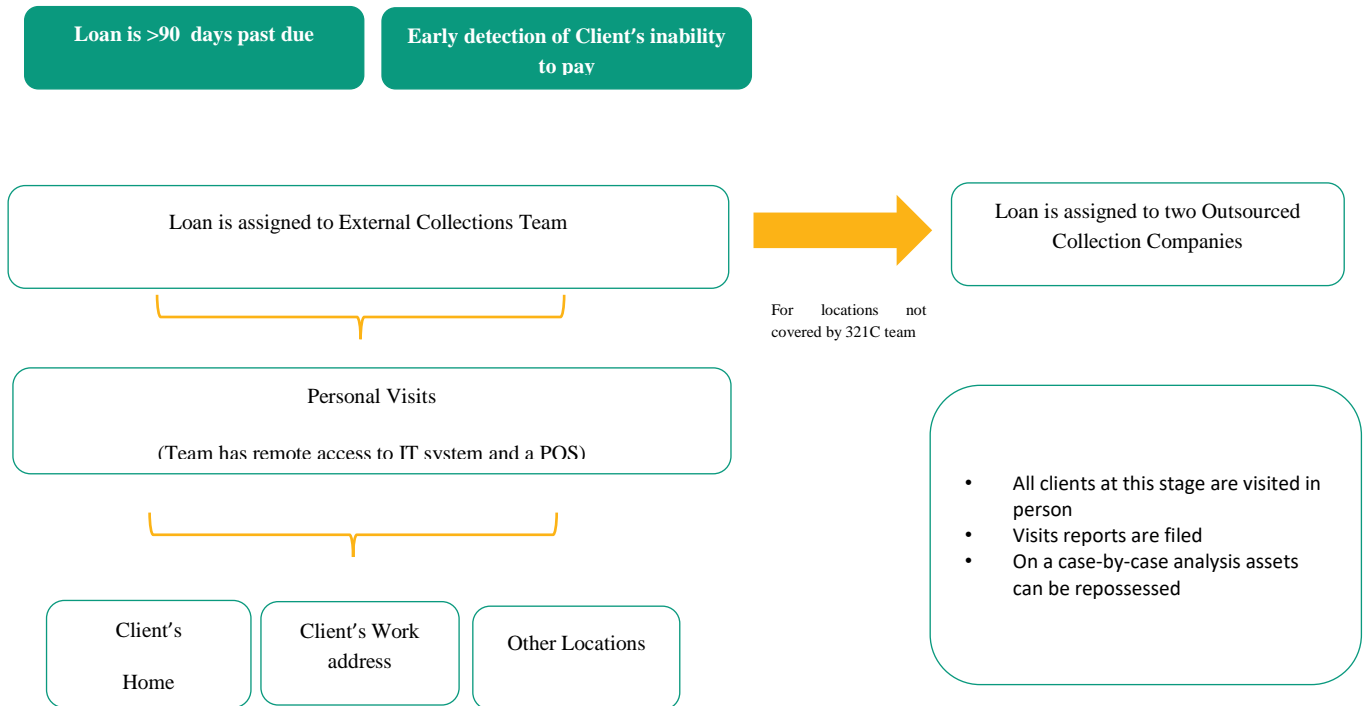 Loan is >90 days past due
Early detection of Client's inability
to pay
Loan is assigned to External Collections Team
Loan is assigned to two Outsourced
Collection Companies
For locations not
covered by 321C team
Personal Visits
(Team has remote access to IT system and a POS)
• All clients at this stage are visited in
person
• Visits reports are filed
• On a case-by-case analysis assets
can be repossessed
Client's
Home
Client's Work
address
Other Locations